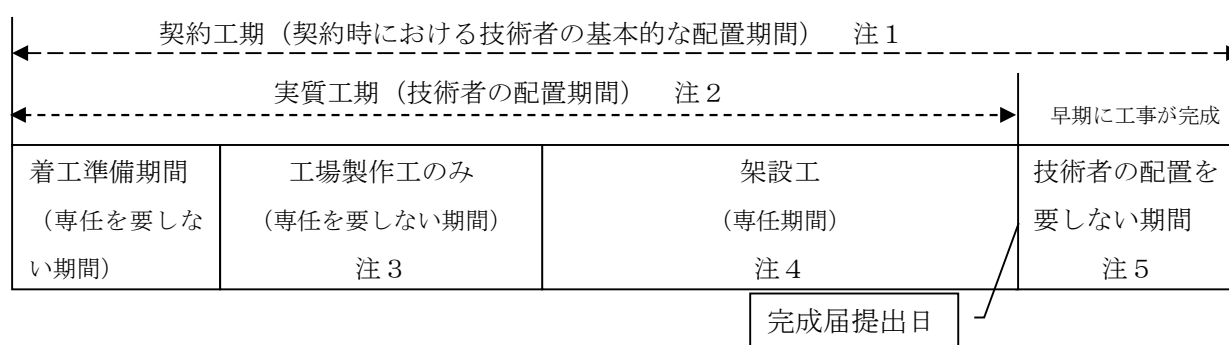 契約工期（契約時における技術者の基本的な配置期間）　注１
実質工期（技術者の配置期間）　注２
早期に工事が完成
着工準備期間
（専任を要しな
い期間）
工場製作工のみ
（専任を要しない期間）
注３
架設工
（専任期間）
注４
技術者の配置を
要しない期間
注５
完成届提出日